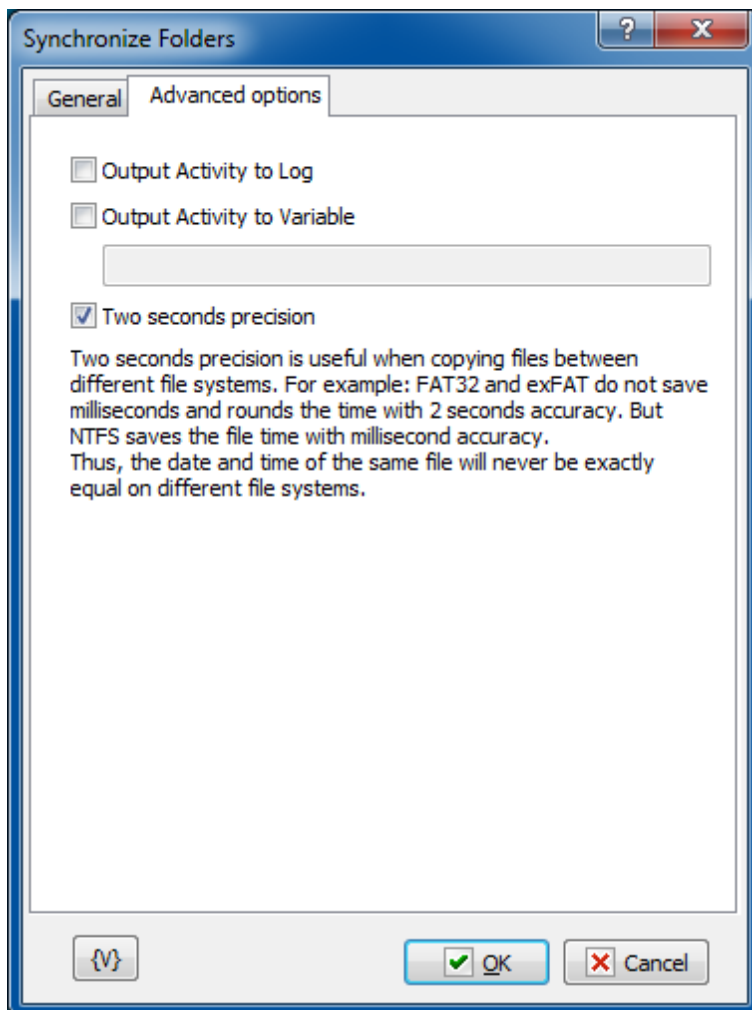 Synchronize Folders
?
General
Advanced options
Output Activity to Log
Output Activity to Variable
Two seconds precision
Two seconds precision is useful when copying files between
different file systems. For example: FAT32 and exFAT do not save
milliseconds and rounds the time with 2 seconds accuracy. But
NTFS saves the file time with millisecond accuracy.
Thus, the date and time of the same file will never be exactly
equal on different file systems.
{V}
OK
Cancel